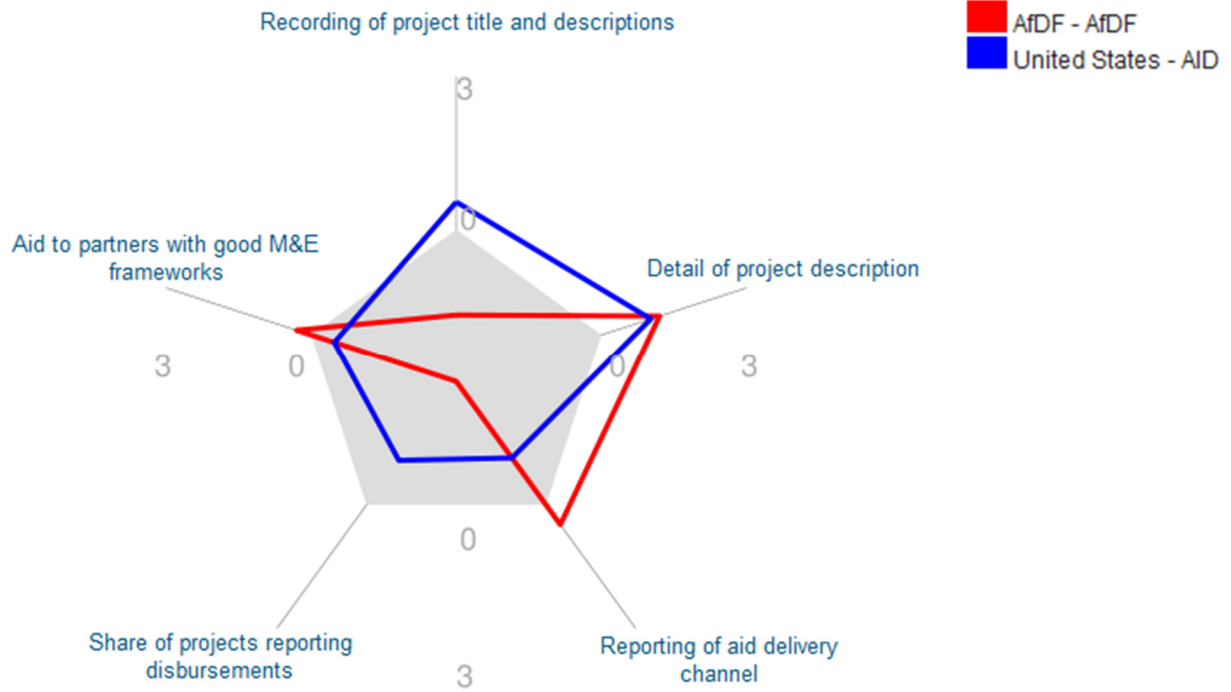 Recording of project title and descriptions
AfDF - AfDF
United States - AID
3
0
Aid to partners with good M&E
frameworks
Detail of project description
3
0
0
3
0
Share of projects reporting
disbursements
Reporting of aid delivery
channel
3